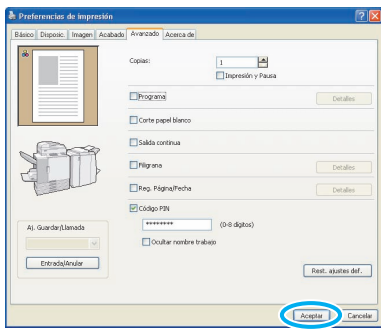 Preferencias de impresión
Básico Disposic. Imagen Acabado Avanzado Acerca de
Copias: 1
Impresión y Pausa
Programa Detalles
Corte papel blanco
Salida continua
Filigrana Detalles
Reg. Página/Fecha Detalles
Código PIN
******** (0-8 dígitos)
Ocultar nombre trabajo
Aj. Guardar/Llamada
Entrada/Anular
Rest. ajustes def.
Aceptar Cancelar